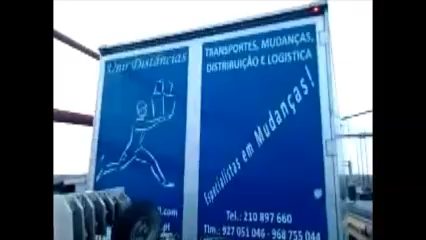 Unir Distâncias
TRANSPORTES, MUDANÇAS,
DISTRIBUIÇÃO E LOGISTICA
Especialistas em Mudanças!
Tel.: 210 897 660
Tlm.: 927 051 046 - 968 755 044